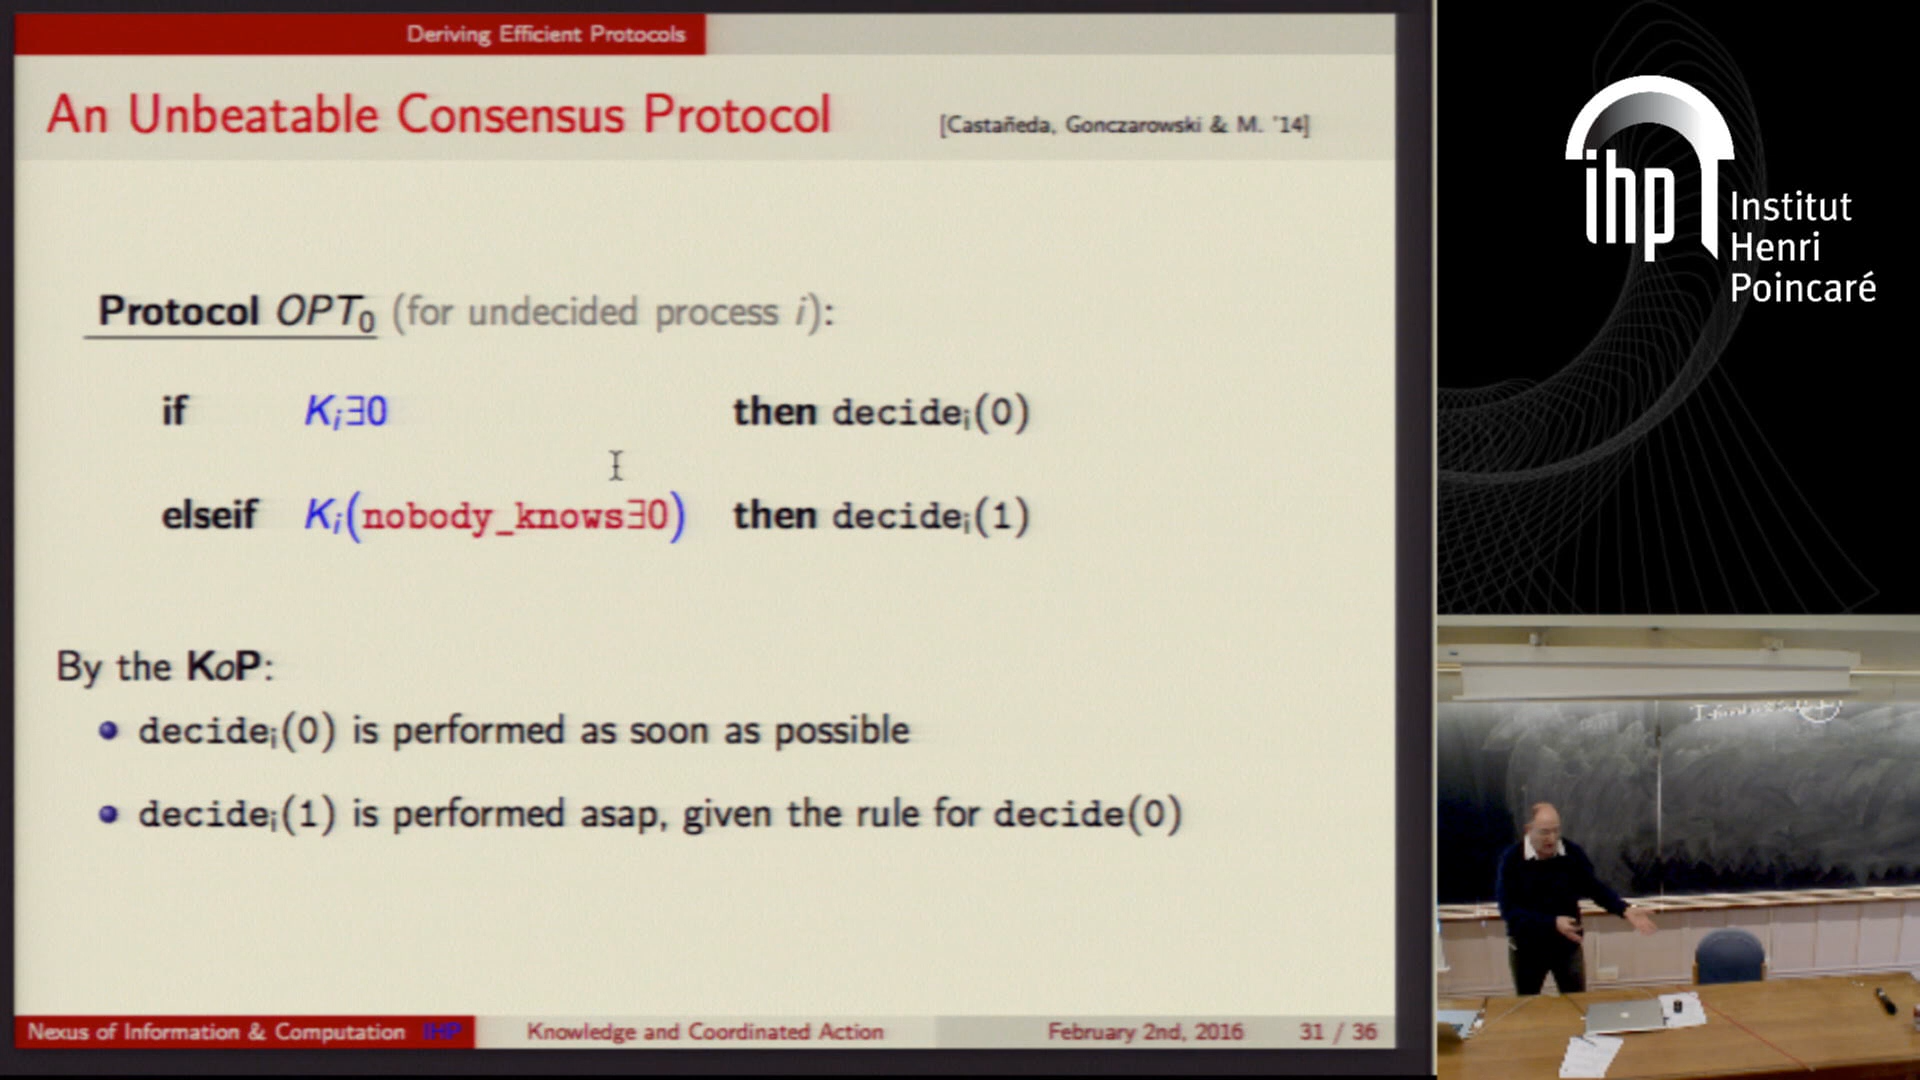 Deriving Efficient Protocols
An Unbeatable Consensus Protocol [Castañeda, Gonczarowski & M. '14]
Protocol OPT₀ (for undecided process i):
if Kᵢ∃0 then decideᵢ(0)
elseif Kᵢ(nobody_knows∃0) then decideᵢ(1)
By the KoP:
decideᵢ(0) is performed as soon as possible
decideᵢ(1) is performed asap, given the rule for decide(0)
Nexus of Information & Computation IHP Knowledge and Coordinated Action February 2nd, 2016 31 / 36
ihp
Institut
Henri
Poincaré